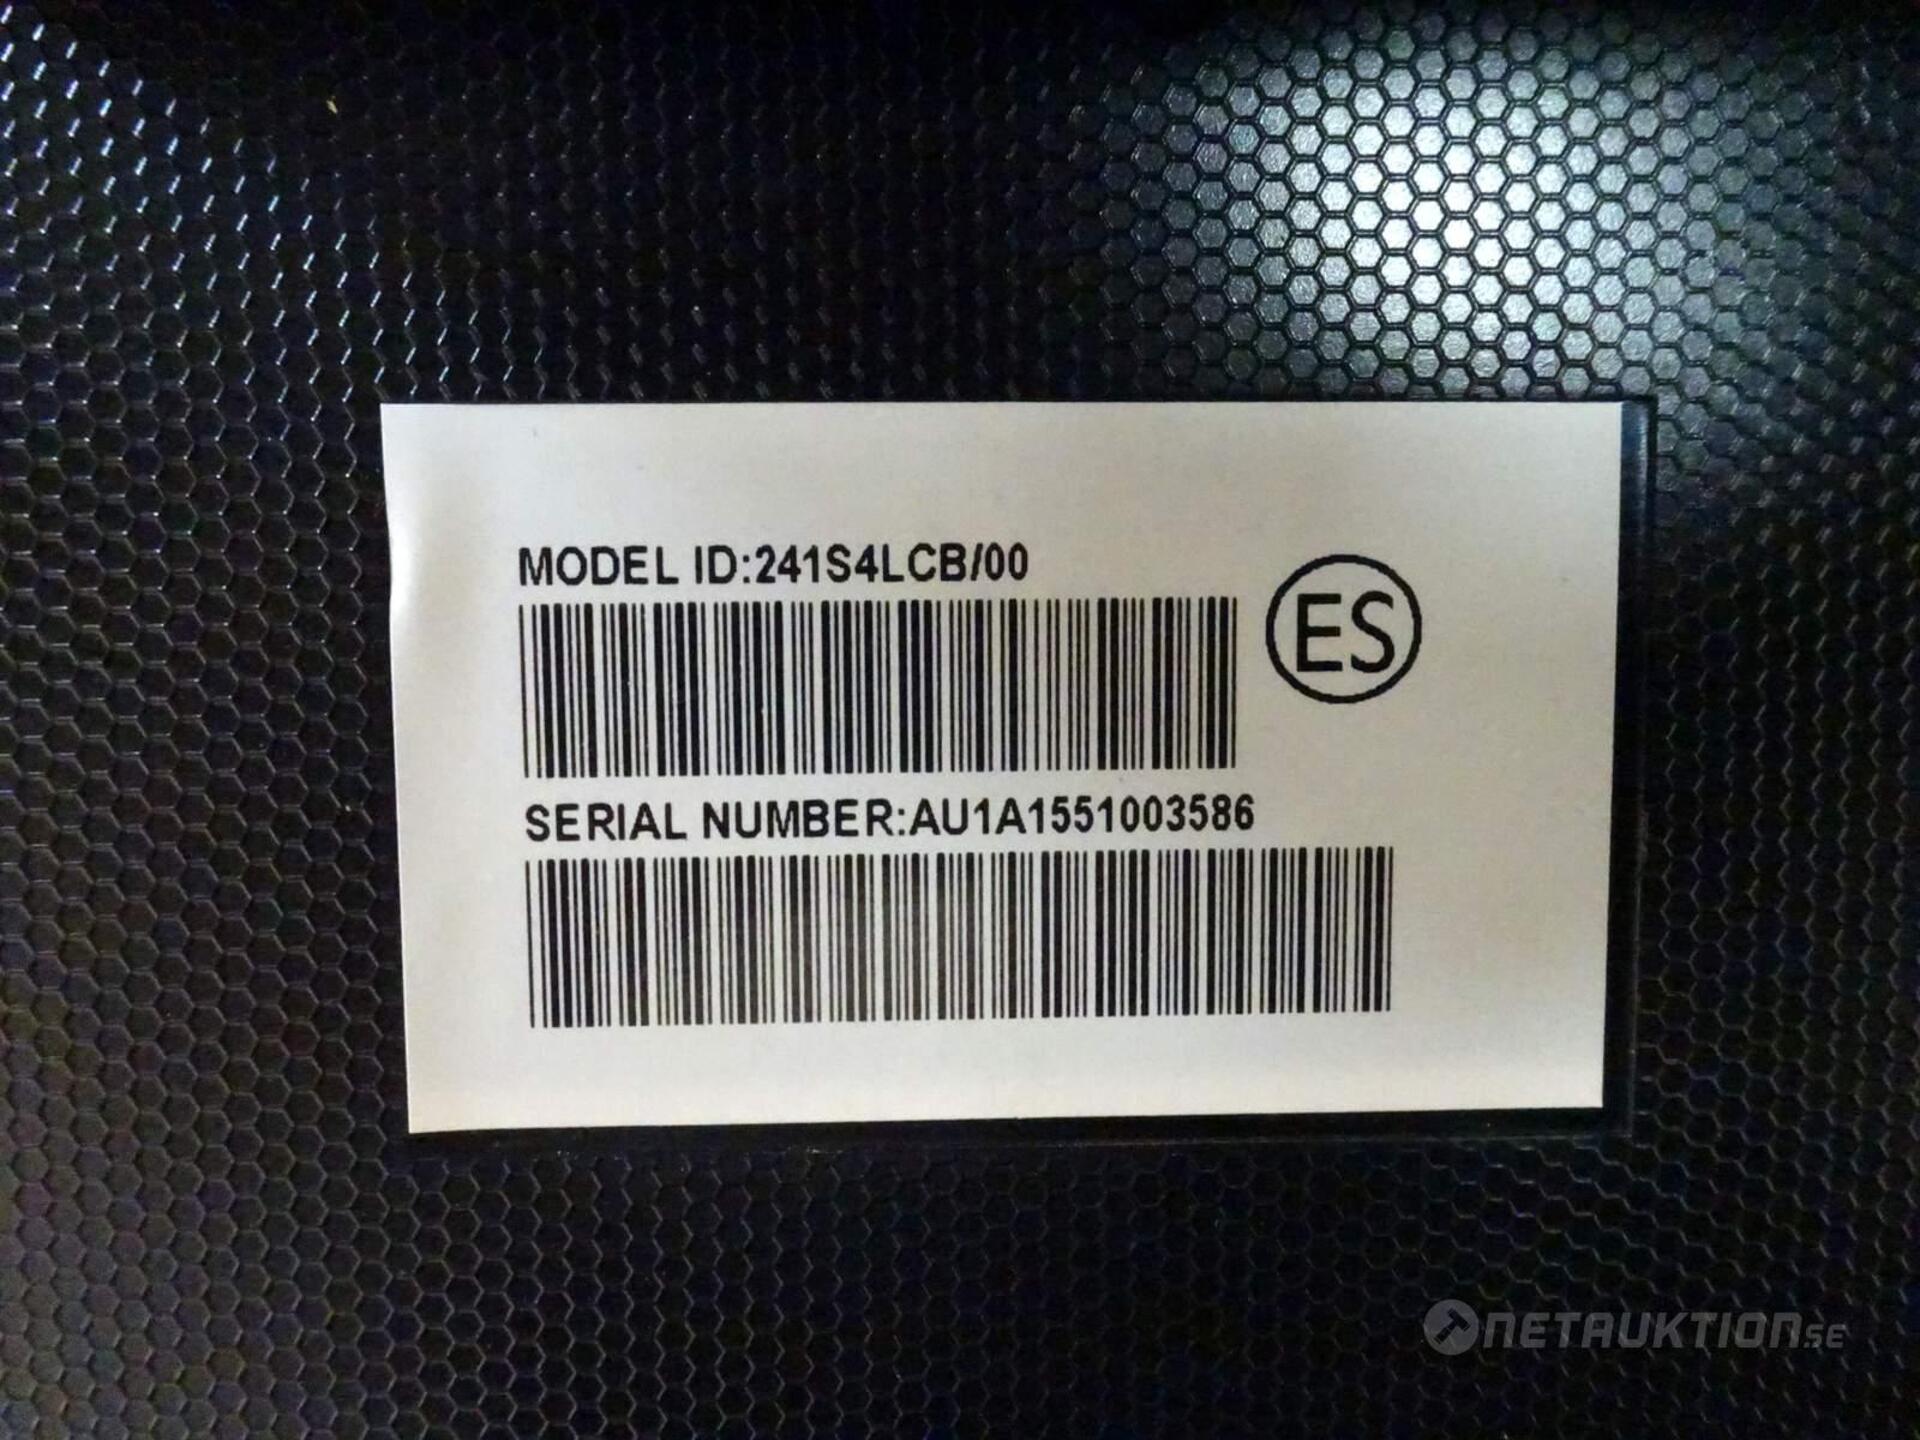 MODEL ID:241S4LCB/00
ES
SERIAL NUMBER:AU1A1551003586
NETAUKTION.SE